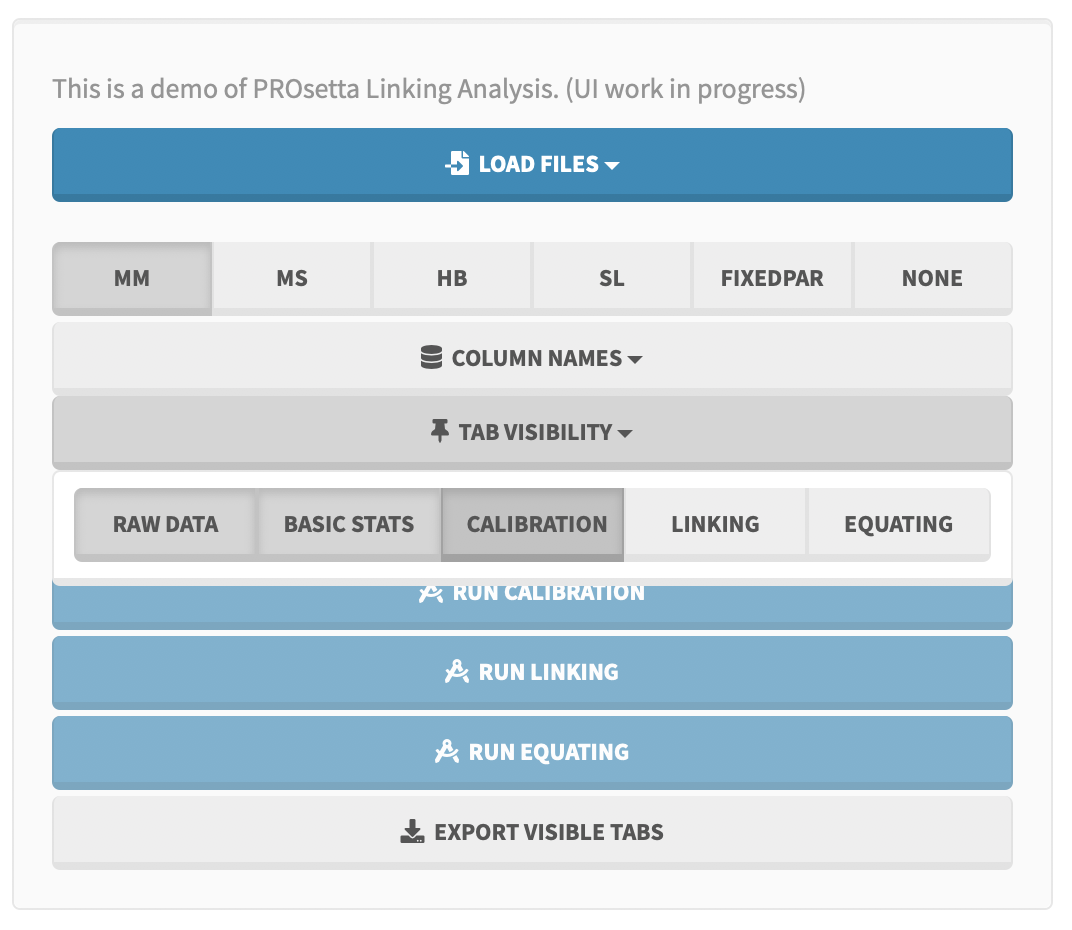 This is a demo of PROsetta Linking Analysis. (UI work in progress)
LOAD FILES
MM MS HB SL FIXEDPAR NONE
COLUMN NAMES
TAB VISIBILITY
RAW DATA BASIC STATS CALIBRATION LINKING EQUATING
RUN CALIBRATION
RUN LINKING
RUN EQUATING
EXPORT VISIBLE TABS